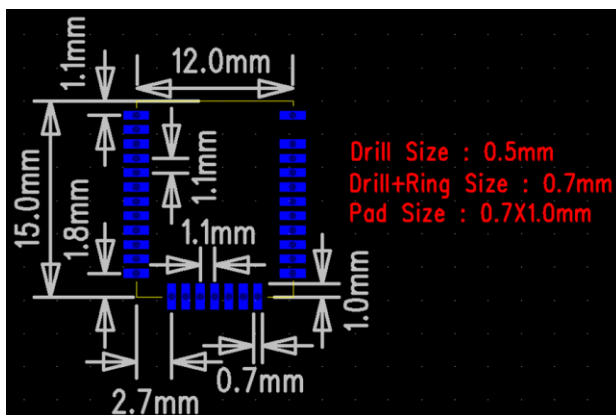 1.1mm
12.0mm
15.0mm
1.1mm
1.8mm
1.1mm
1.0mm
0.7mm
2.7mm
Drill Size : 0.5mm
Drill+Ring Size : 0.7mm
Pad Size : 0.7X1.0mm